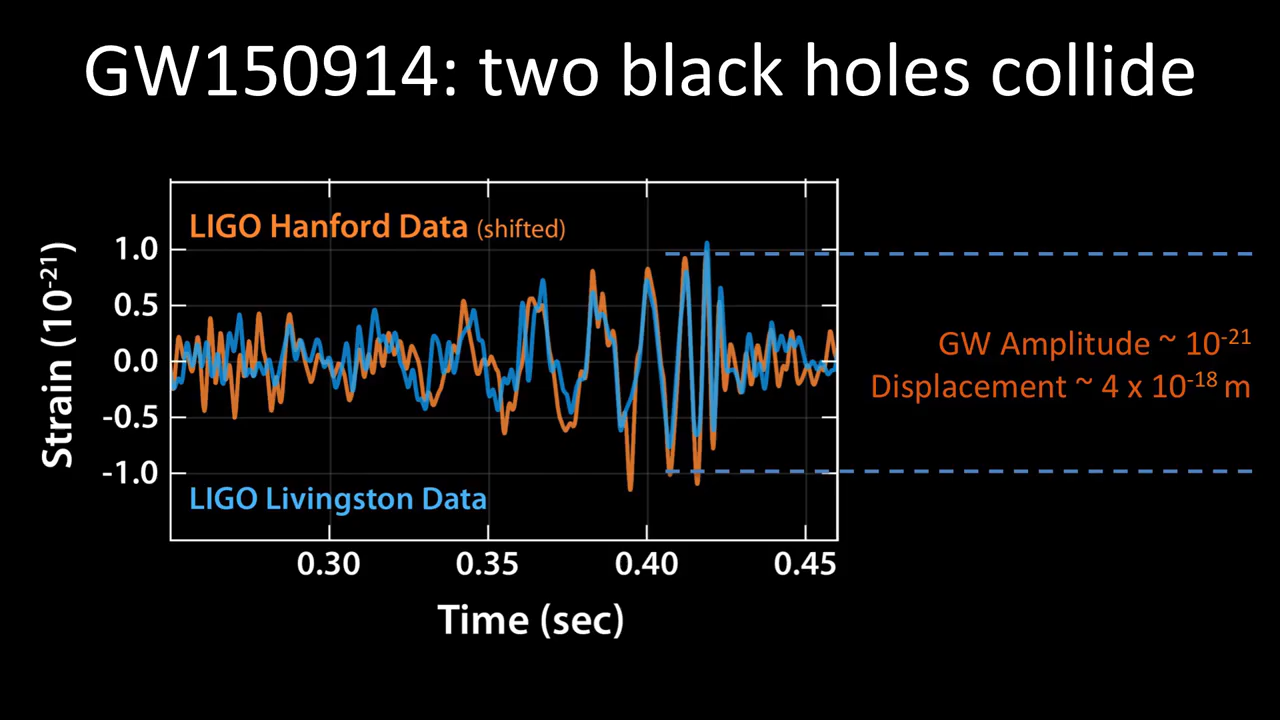 GW150914: two black holes collide
LIGO Hanford Data (shifted)
Strain (10⁻²¹)
1.0
0.5
0.0
-0.5
-1.0
GW Amplitude ~ 10⁻²¹
Displacement ~ 4 x 10⁻¹⁸ m
LIGO Livingston Data
0.30 0.35 0.40 0.45
Time (sec)